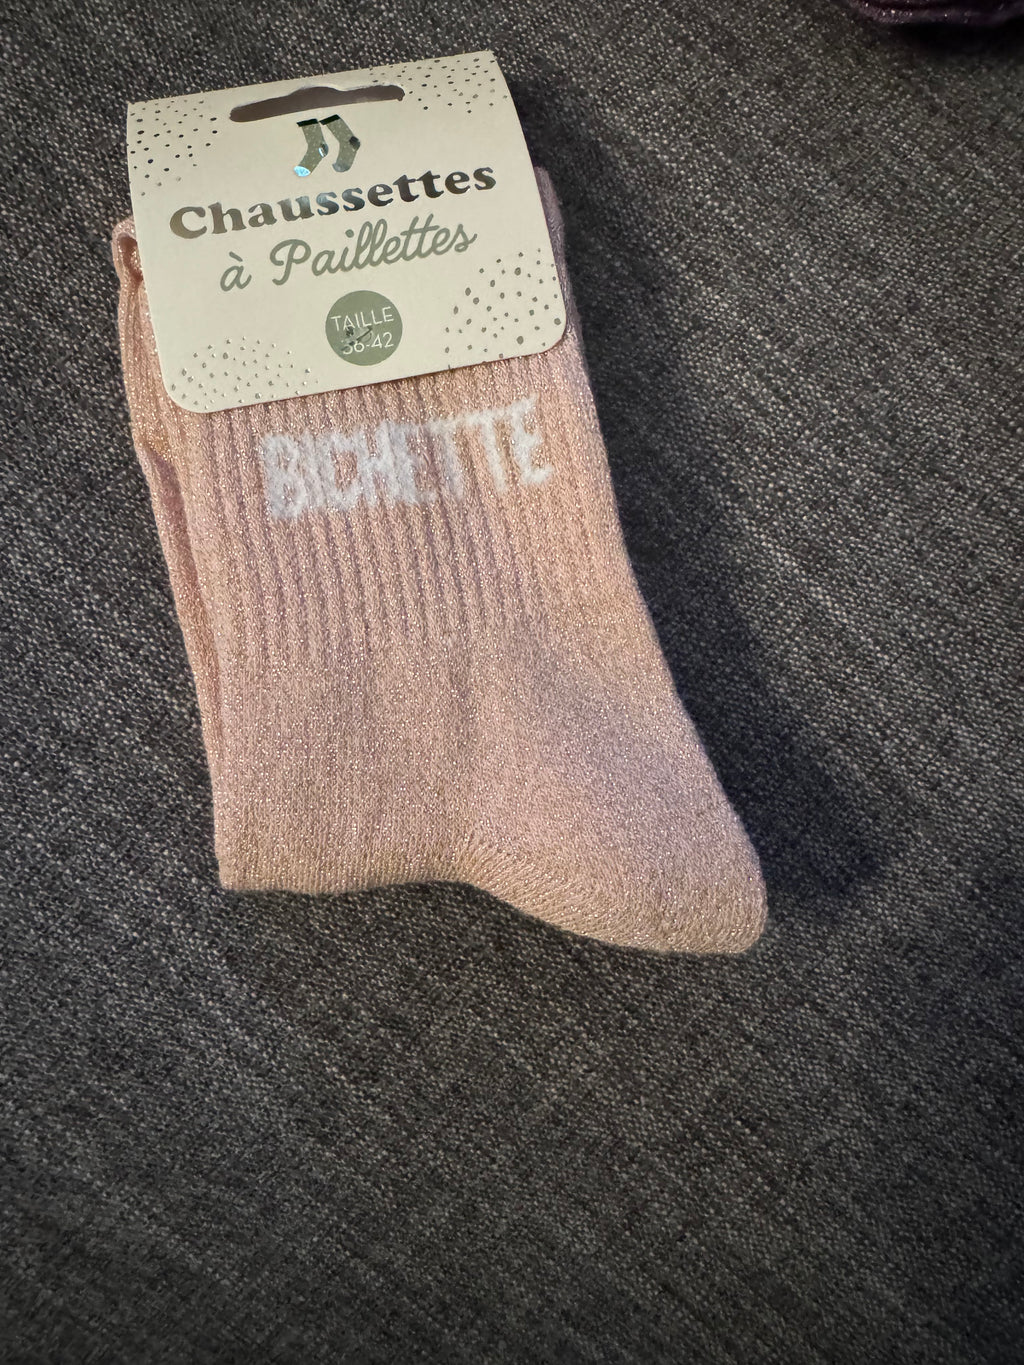 Chaussettes
à Paillettes
TAILLE
36-42
BICHETTE